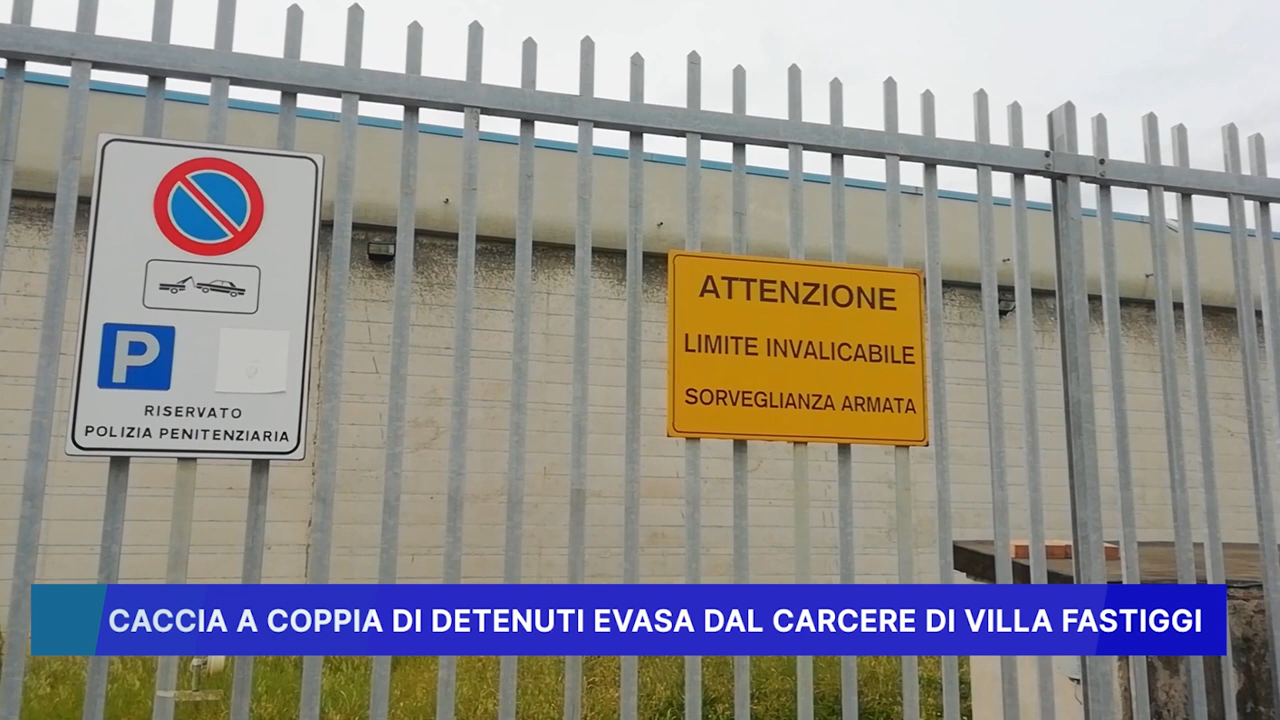 P
RISERVATO
POLIZIA PENITENZIARIA
ATTENZIONE
LIMITE INVALICABILE
SORVEGLIANZA ARMATA
CACCIA A COPPIA DI DETENUTI EVASA DAL CARCERE DI VILLA FASTIGGI